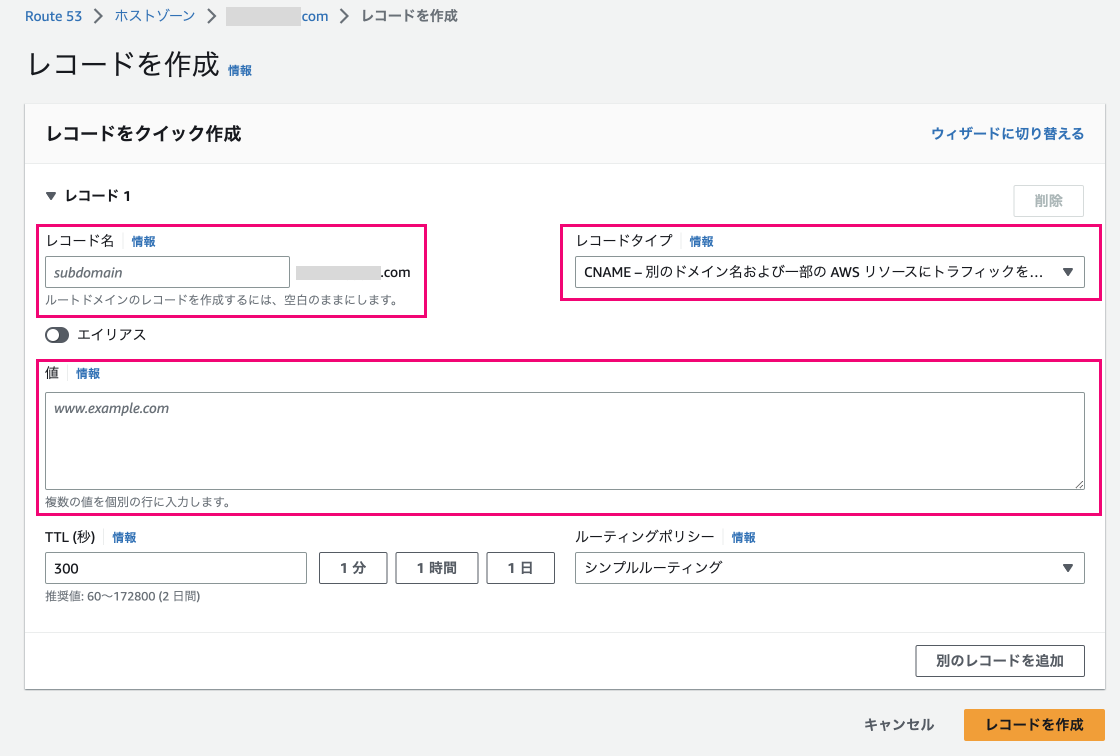 Route 53 > ホストゾーン > com > レコードを作成
レコードを作成 情報
レコードをクイック作成 ウィザードに切り替える
▼ レコード 1
削除
レコード名 情報
レコードタイプ 情報
subdomain .com
CNAME – 別のドメイン名および一部の AWS リソースにトラフィックを...
ルートドメインのレコードを作成するには、空白のままにします。
エイリアス
値 情報
www.example.com
複数の値を個別の行に入力します。
TTL (秒) 情報
ルーティングポリシー 情報
300 1 分 1 時間 1 日
シンプルルーティング
推奨値: 60～172800 (2 日間)
別のレコードを追加
キャンセル レコードを作成